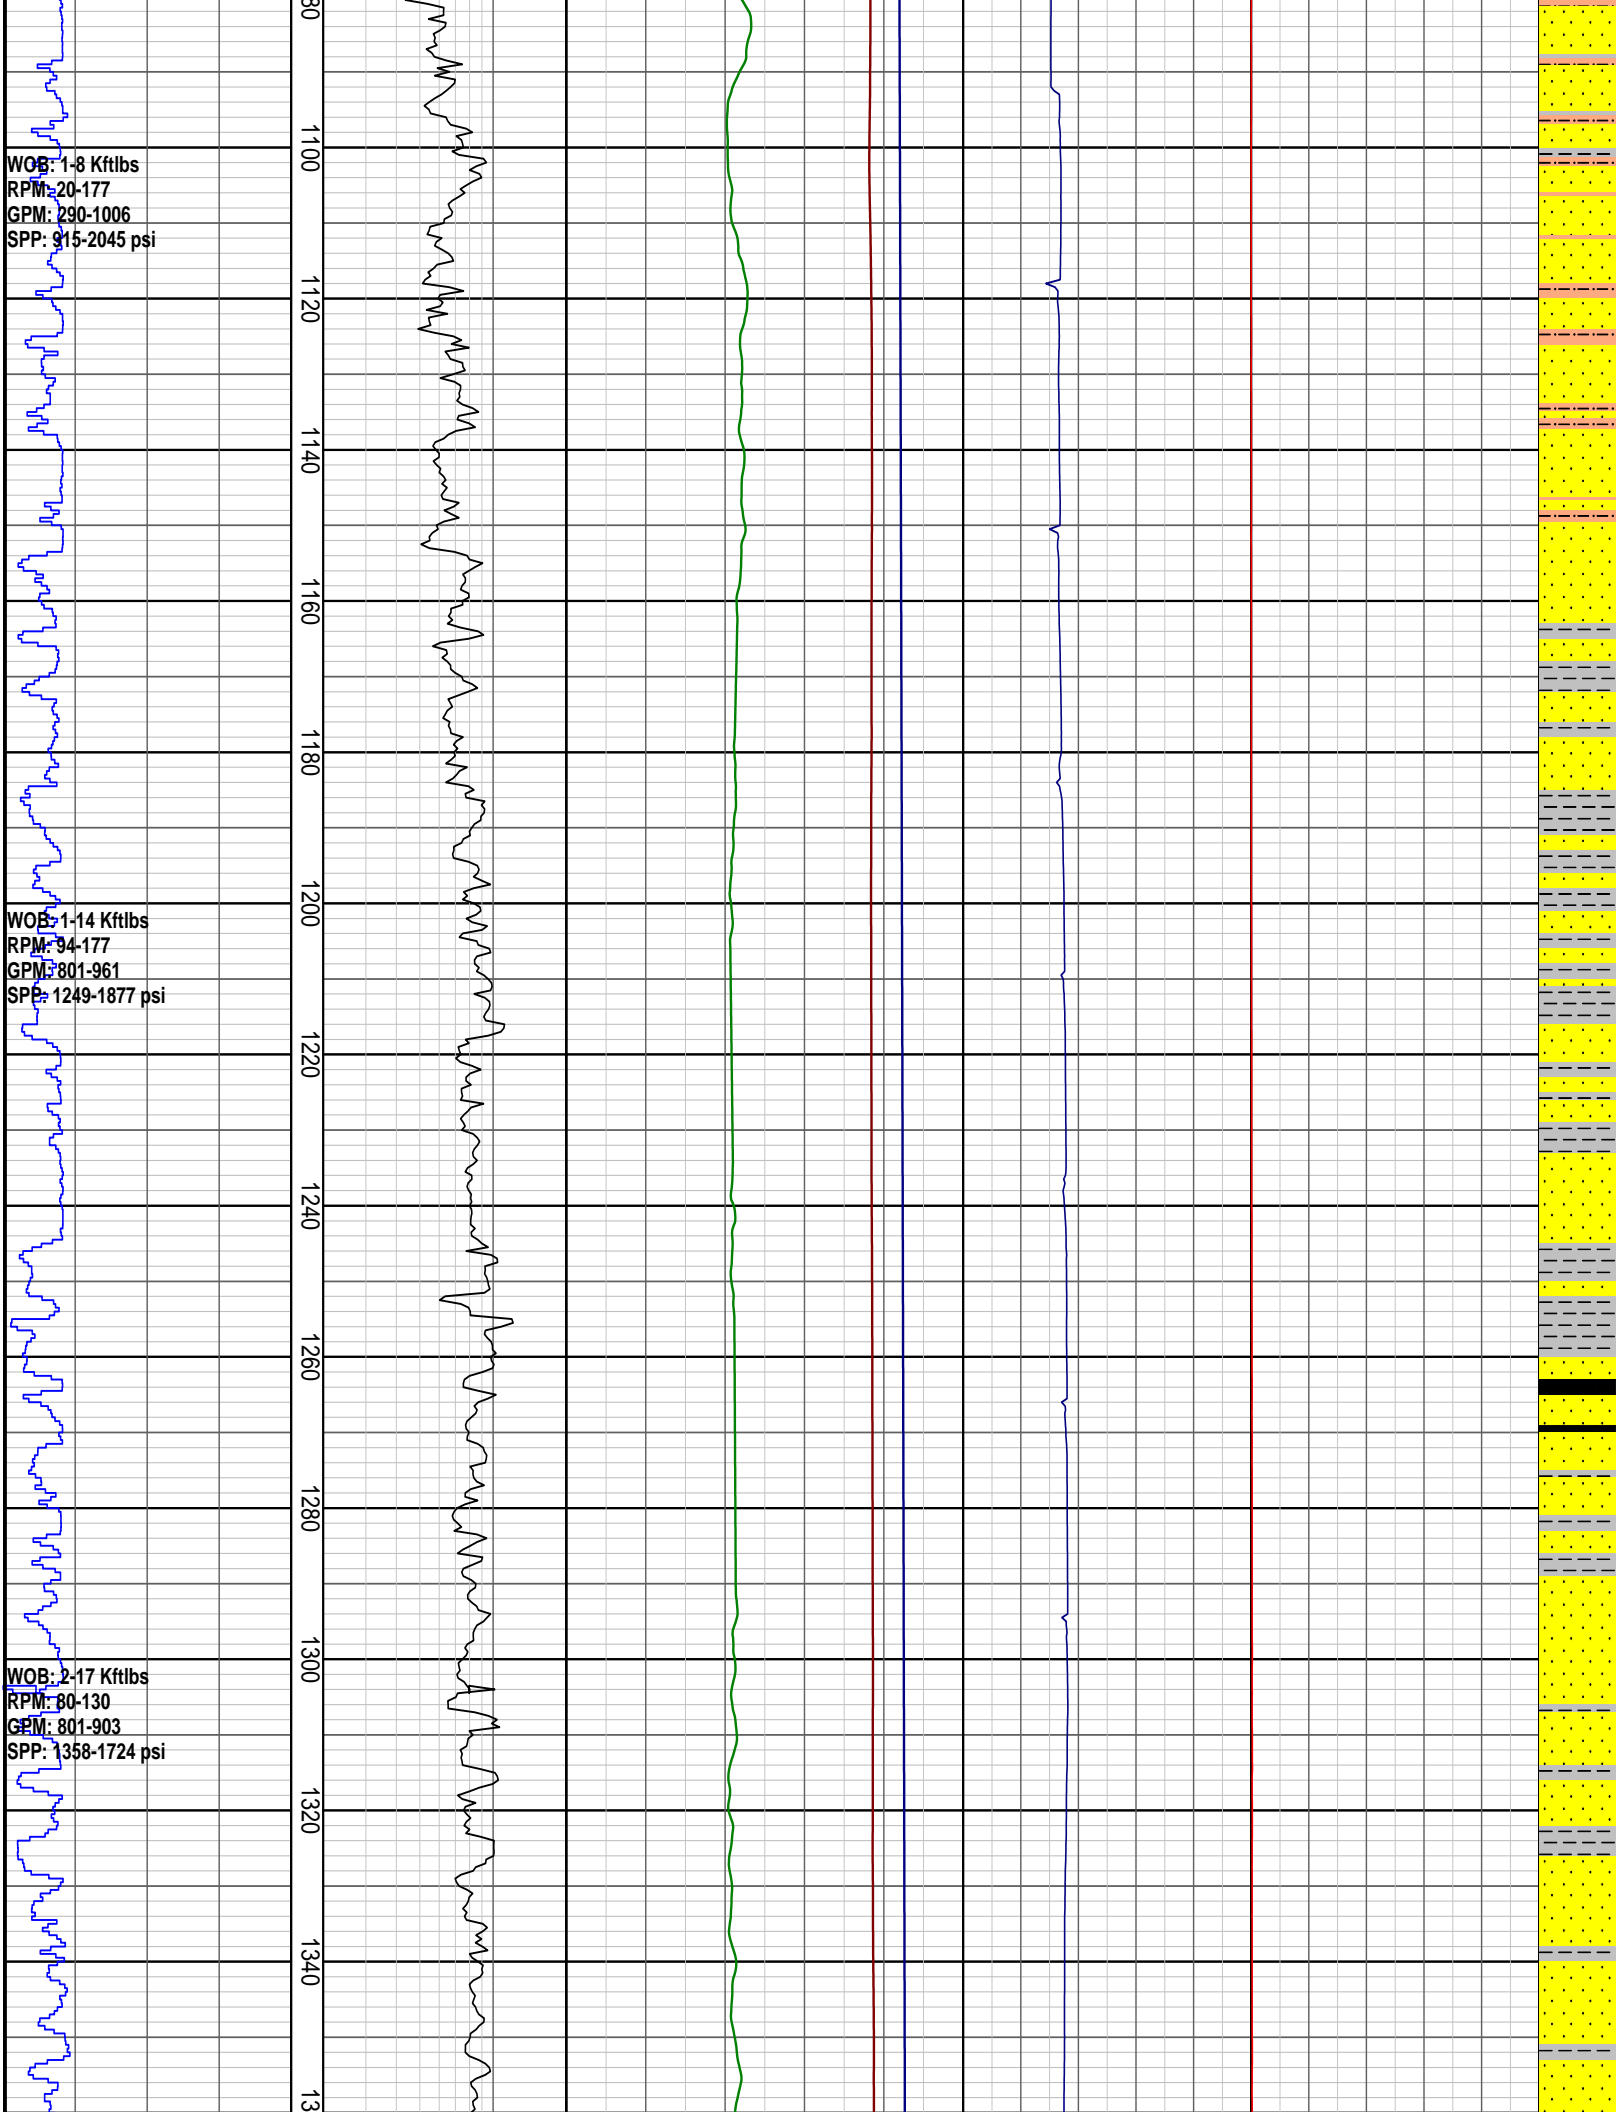 80
1100
WOB: 1-8 Kftlbs
RPM: 20-177
GPM: 290-1006
SPP: 915-2045 psi
1120
1140
1160
1180
1200
WOB: 1-14 Kftlbs
RPM: 94-177
GPM: 801-961
SPP: 1249-1877 psi
1220
1240
1260
1280
1300
WOB: 2-17 Kftlbs
RPM: 80-130
GPM: 801-903
SPP: 1358-1724 psi
1320
1340
13